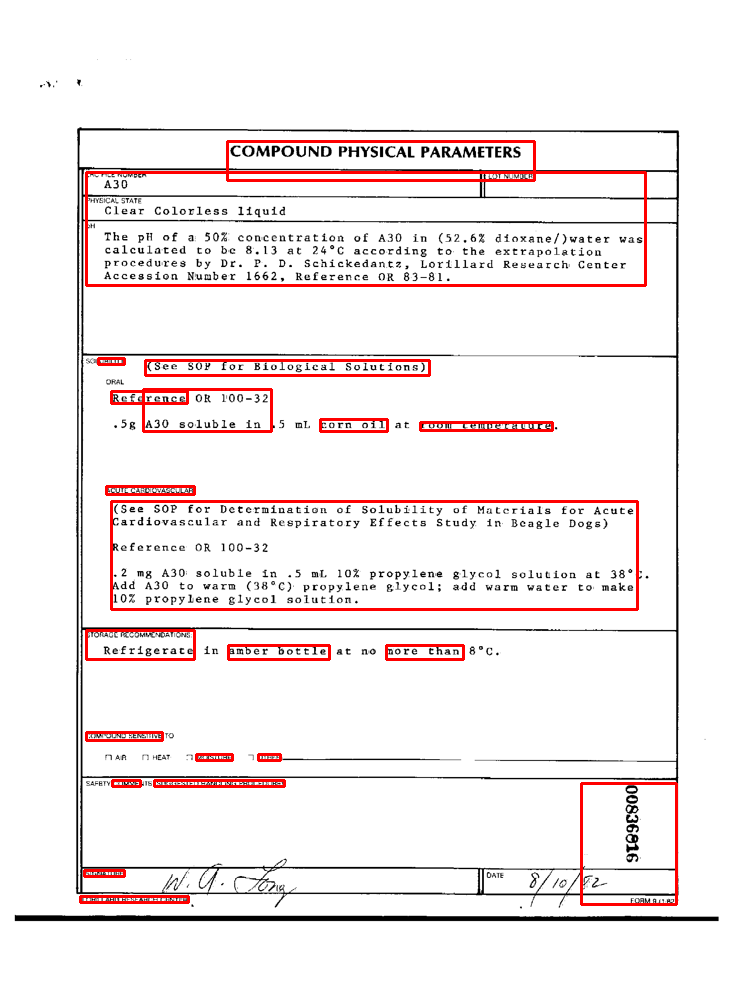 COMPOUND PHYSICAL PARAMETERS
LRC FILE NUMBER LOT NUMBER
A30
PHYSICAL STATE
Clear Colorless liquid
pH
The pH of a 50% concentration of A30 in (52.6% dioxane/)water was
calculated to be 8.13 at 24°C according to the extrapolation
procedures by Dr. P. D. Schickedantz, Lorillard Research Center
Accession Number 1662, Reference OR 83-81.
SOLUBILITY (See SOP for Biological Solutions)
ORAL
Reference OR 100-32
.5g A30 soluble in .5 mL corn oil at room temperature.
ACUTE CARDIOVASCULAR
(See SOP for Determination of Solubility of Materials for Acute
Cardiovascular and Respiratory Effects Study in Beagle Dogs)
Reference OR 100-32
.2 mg A30 soluble in .5 mL 10% propylene glycol solution at 38°C.
Add A30 to warm (38°C) propylene glycol; add warm water to make
10% propylene glycol solution.
STORAGE RECOMMENDATIONS
Refrigerate in amber bottle at no more than 8°C.
COMPOUND SENSITIVE TO
AIR HEAT MOISTURE OTHER
SAFETY COMMENTS SUGGESTED HANDLING PROCEDURES
00836816
SIGNATURE W. A. Long DATE 8/10/82
LORILLARD RESEARCH CENTER FORM 9 /1-82